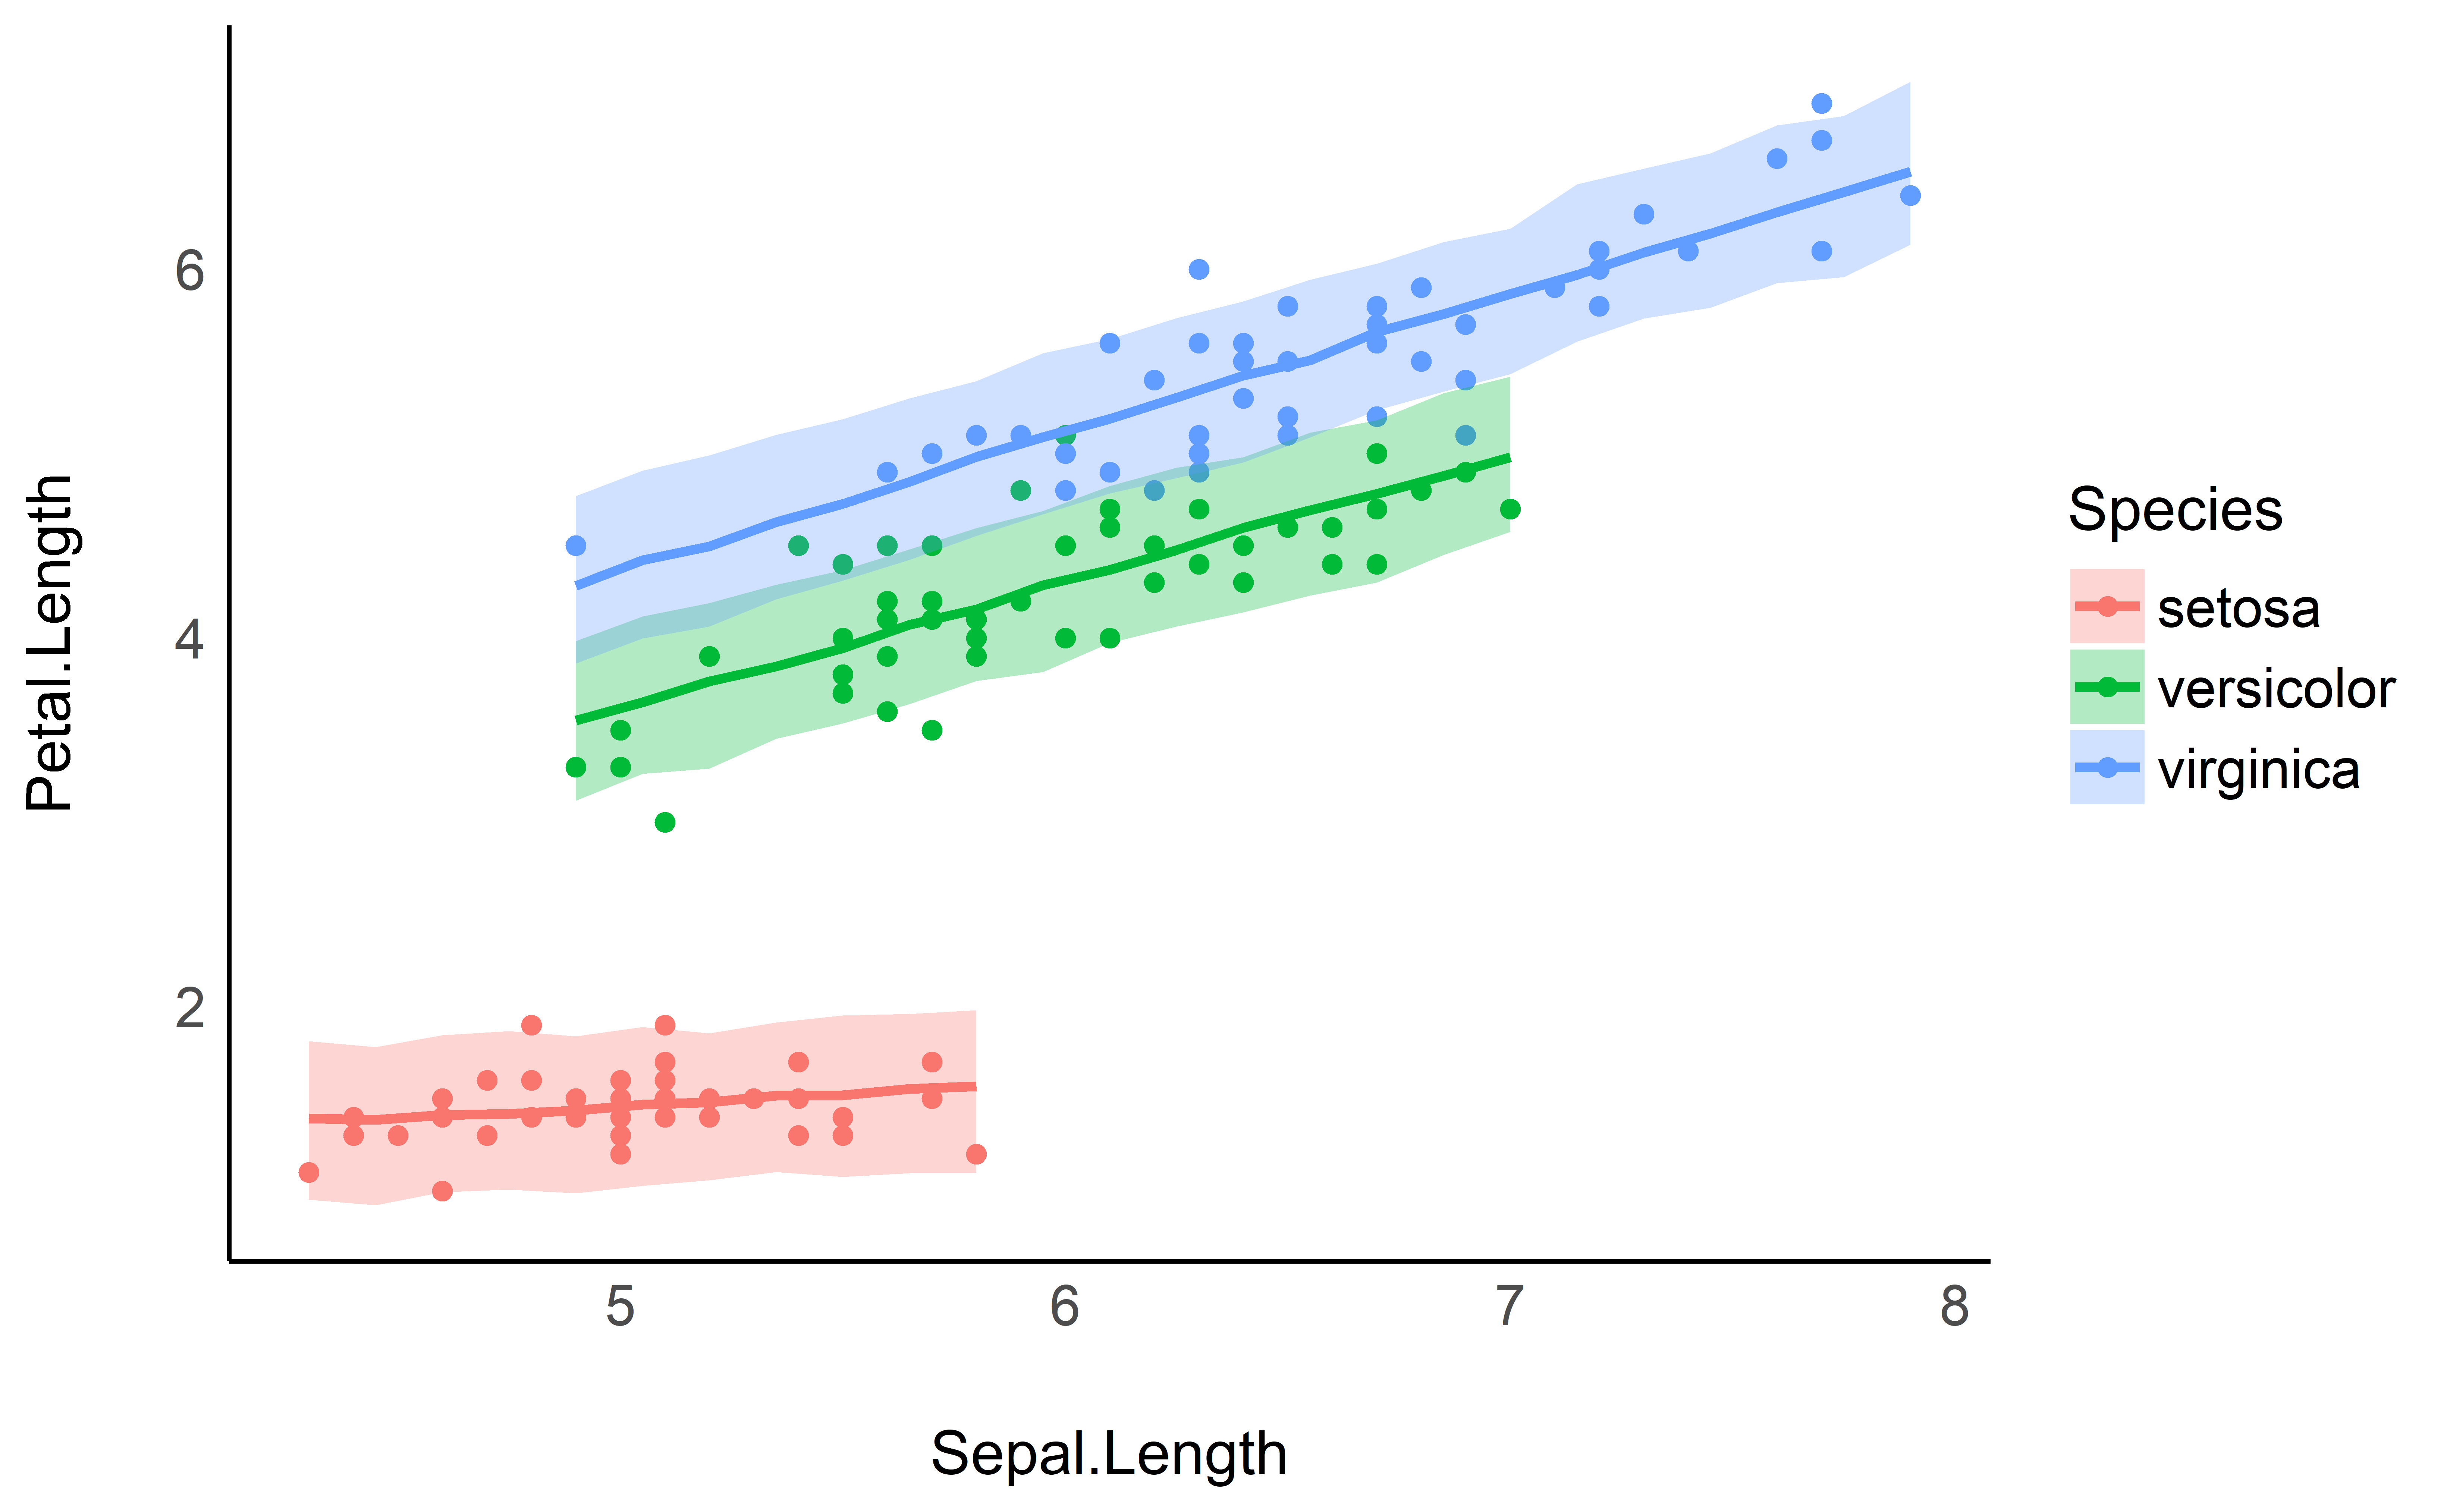 Petal.Length
6
4
2
5 6 7 8
Sepal.Length
Species
setosa
versicolor
virginica